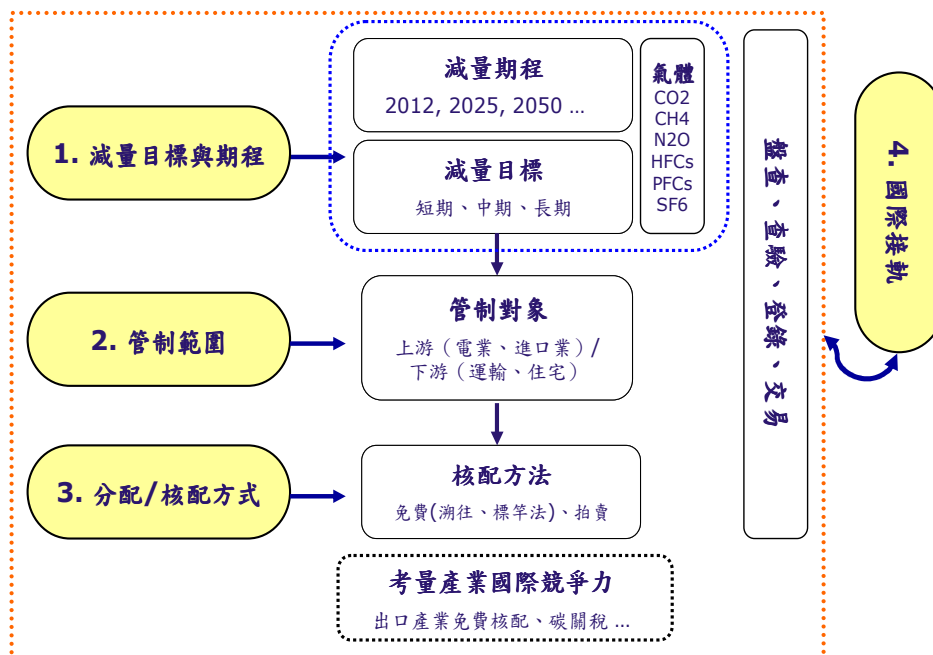 1. 減量目標與期程
減量期程
2012, 2025, 2050 …
減量目標
短期、中期、長期
氣體
CO2
CH4
N2O
HFCs
PFCs
SF6
2. 管制範圍
管制對象
上游（電業、進口業）/
下游（運輸、住宅）
3. 分配/核配方式
核配方法
免費(溯往、標竿法)、拍賣
考量產業國際競爭力
出口產業免費核配、碳關稅 …
盤查、查驗、登錄、交易
4. 國際接軌